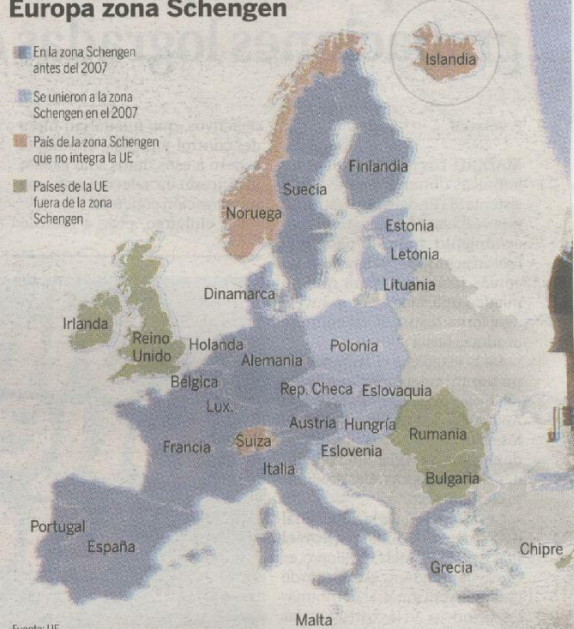 Europa zona Schengen
En la zona Schengen
antes del 2007
Se unieron a la zona
Schengen en el 2007
País de la zona Schengen
que no integra la UE
Países de la UE
fuera de la zona
Schengen
Islandia
Finlandia
Suecia
Noruega
Estonia
Letonia
Lituania
Dinamarca
Irlanda
Reino
Unido
Holanda
Polonia
Alemania
Bélgica
Rep. Checa
Eslovaquia
Lux.
Austria
Hungría
Rumania
Francia
Suiza
Eslovenia
Italia
Bulgaria
Portugal
España
Chipre
Grecia
Malta
Fuente: UE